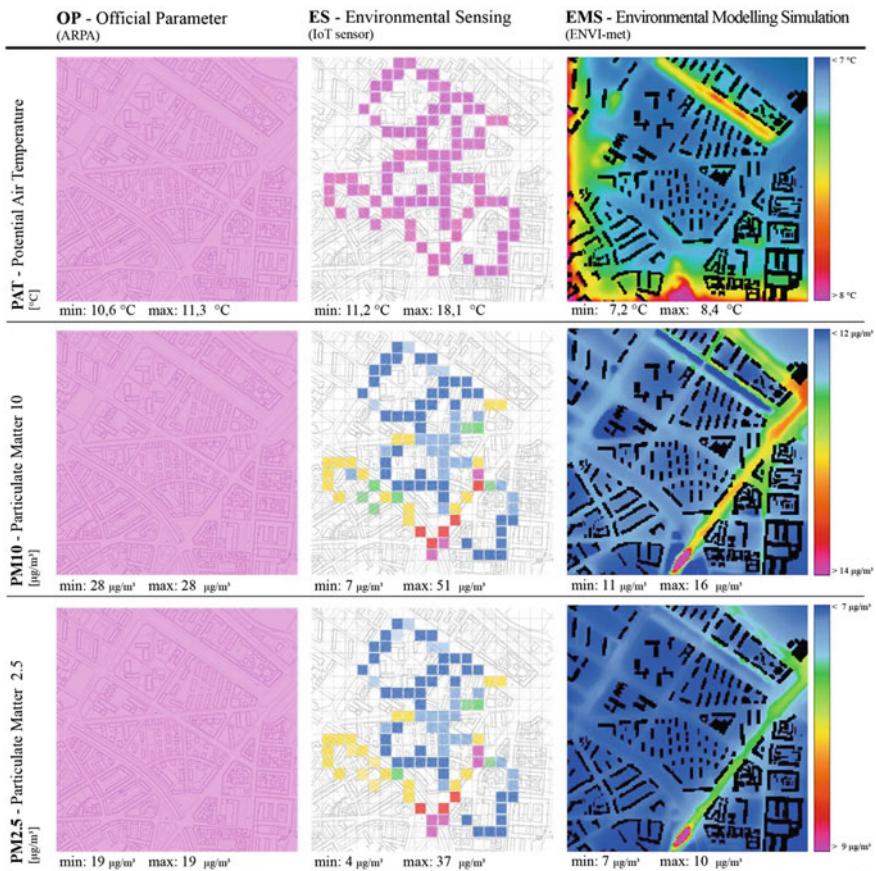 OP - Official Parameter
(ARPA)
ES - Environmental Sensing
(IoT sensor)
EMS - Environmental Modelling Simulation
(ENVI-met)
PAT - Potential Air Temperature
[°C]
< 7 °C
> 8 °C
min: 10,6 °C max: 11,3 °C
min: 11,2 °C max: 18,1 °C
min: 7,2 °C max: 8,4 °C
PM10 - Particulate Matter 10
[µg/m³]
< 12 µg/m³
> 14 µg/m³
min: 28 µg/m³ max: 28 µg/m³
min: 7 µg/m³ max: 51 µg/m³
min: 11 µg/m³ max: 16 µg/m³
PM2.5 - Particulate Matter 2.5
[µg/m³]
< 7 µg/m³
> 9 µg/m³
min: 19 µg/m³ max: 19 µg/m³
min: 4 µg/m³ max: 37 µg/m³
min: 7 µg/m³ max: 10 µg/m³